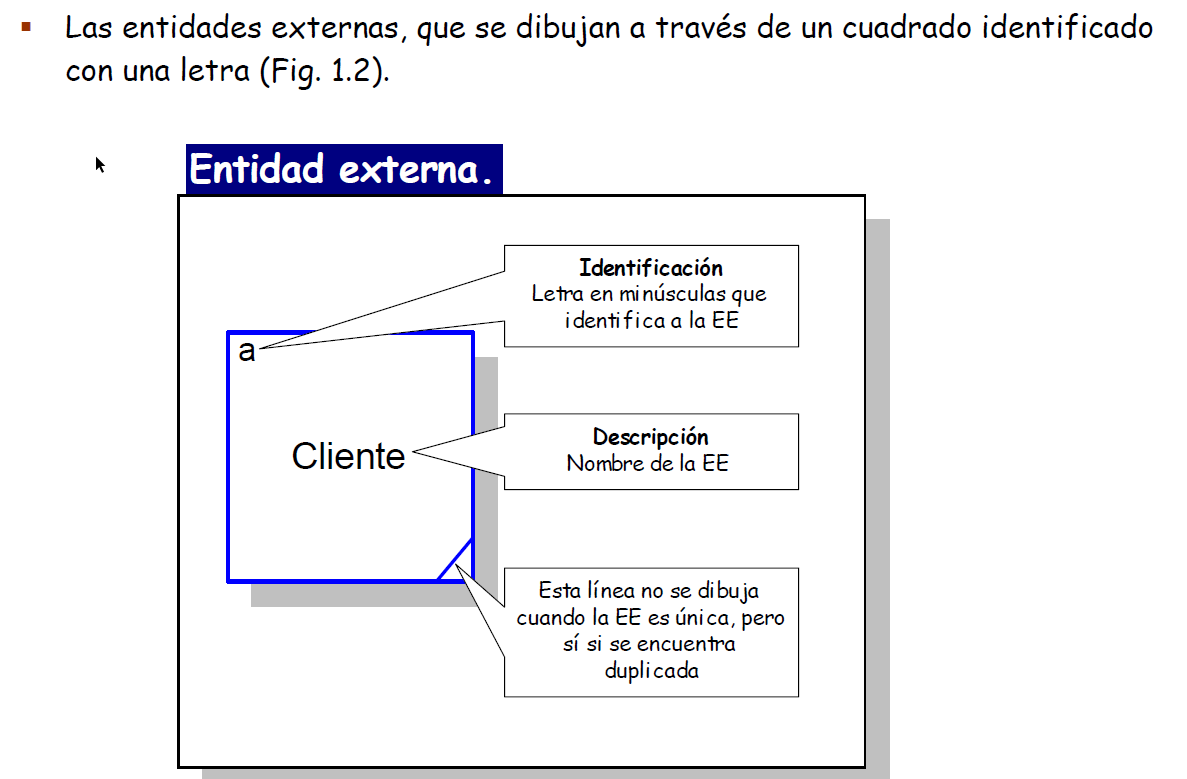 Las entidades externas, que se dibujan a través de un cuadrado identificado
con una letra (Fig. 1.2).
Entidad externa.
Identificación
Letra en minúsculas que
identifica a la EE
a
Descripción
Nombre de la EE
Cliente
Esta línea no se dibuja
cuando la EE es única, pero
sí si se encuentra
duplicada